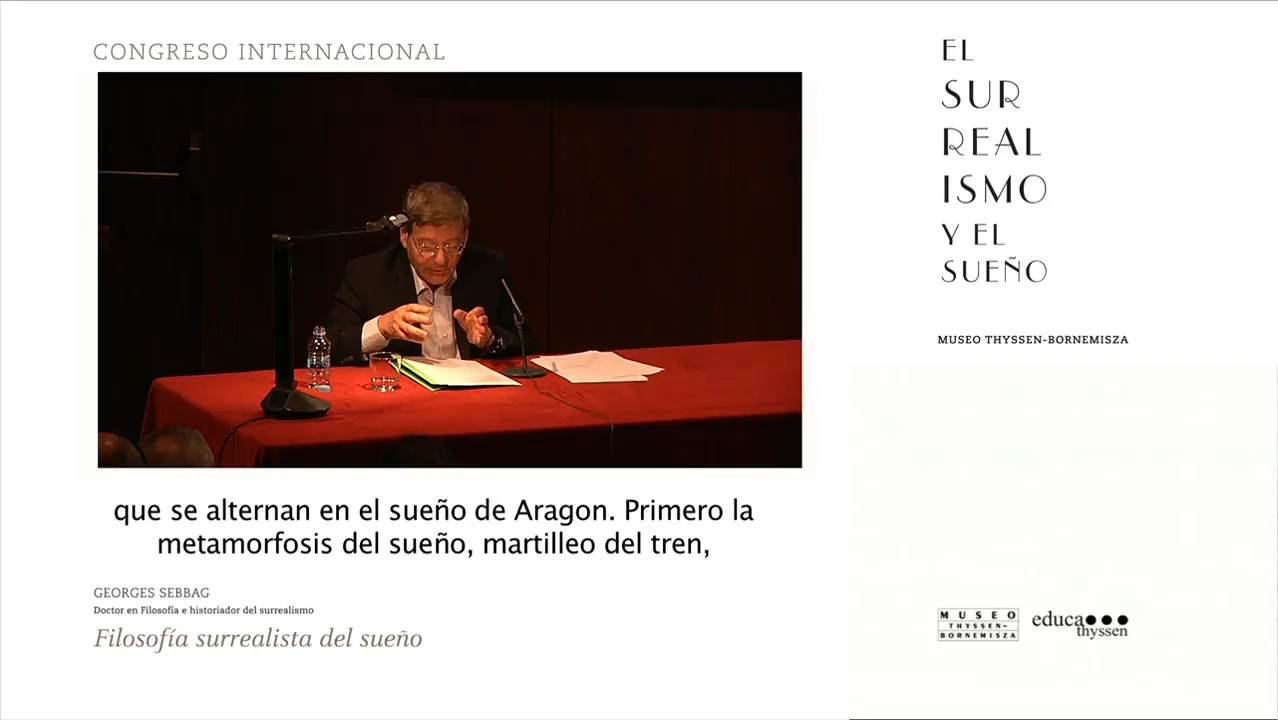 CONGRESO INTERNACIONAL
EL
SUR
REAL
ISMO
Y EL
SUEÑO
MUSEO THYSSEN-BORNEMISZA
que se alternan en el sueño de Aragon. Primero la
metamorfosis del sueño, martilleo del tren,
GEORGES SEBBAG
Doctor en Filosofía e historiador del surrealismo
Filosofía surrealista del sueño
MUSEO
THYSSEN-
BORNEMISZA
educa
thyssen